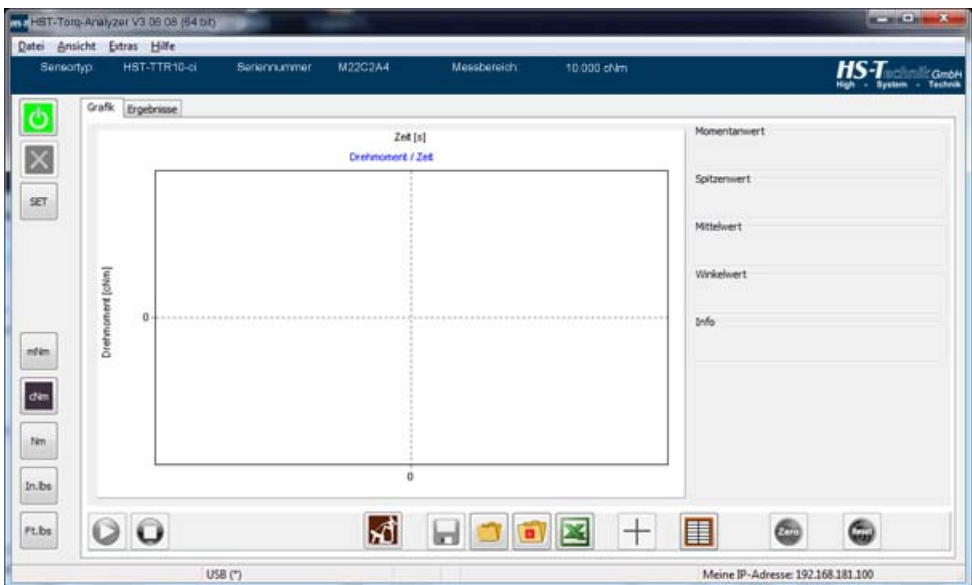 HST-Torq-Analyzer V3.06.08 (64 bit)
Datei Ansicht Extras Hilfe
Sensortyp: HST-TTR10-ci Seriennummer M22C2A4 Messbereich: 10.000 cNm
HS-Technik GmbH
High - System - Technik
Grafik Ergebnisse
Zeit [s]
Drehmoment / Zeit
Momentanwert
Spitzenwert
SET
Mittelwert
Winkelwert
Drehmoment [cNm]
0
Info
mNm
cNm
Nm
0
In.lbs
Ft.lbs
Zero
Reset
USB (*)
Meine IP-Adresse: 192.168.181.100